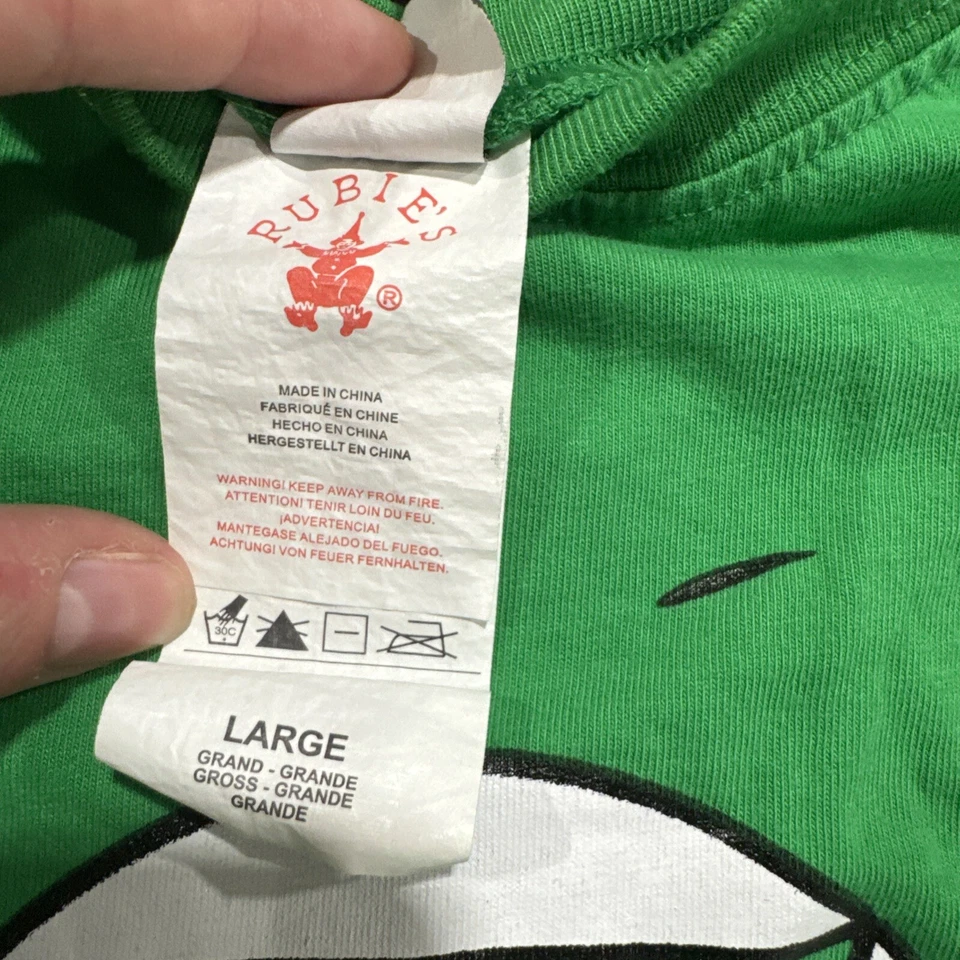 RUBIE'S
®
MADE IN CHINA
FABRIQUÉ EN CHINE
HECHO EN CHINA
HERGESTELLT EN CHINA
WARNING! KEEP AWAY FROM FIRE.
ATTENTION! TENIR LOIN DU FEU.
¡ADVERTENCIA!
MANTEGASE ALEJADO DEL FUEGO.
ACHTUNG! VON FEUER FERNHALTEN.
30C
LARGE
GRAND - GRANDE
GROSS - GRANDE
GRANDE